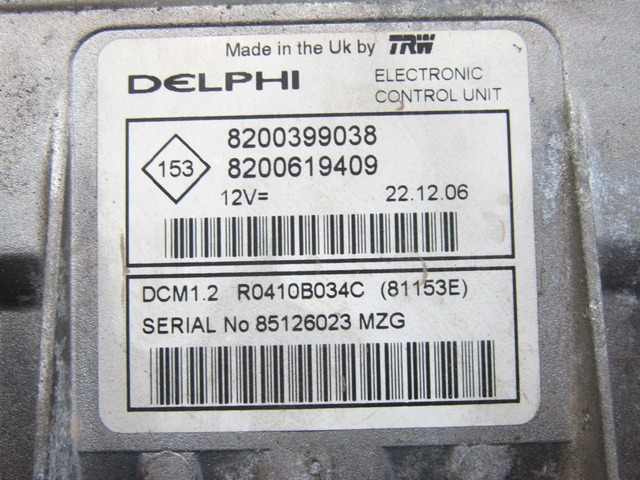 Made in the Uk by TRW
DELPHI
ELECTRONIC
CONTROL UNIT
153
8200399038
8200619409
12V= 22.12.06
DCM1.2 R0410B034C (81153E)
SERIAL No 85126023 MZG